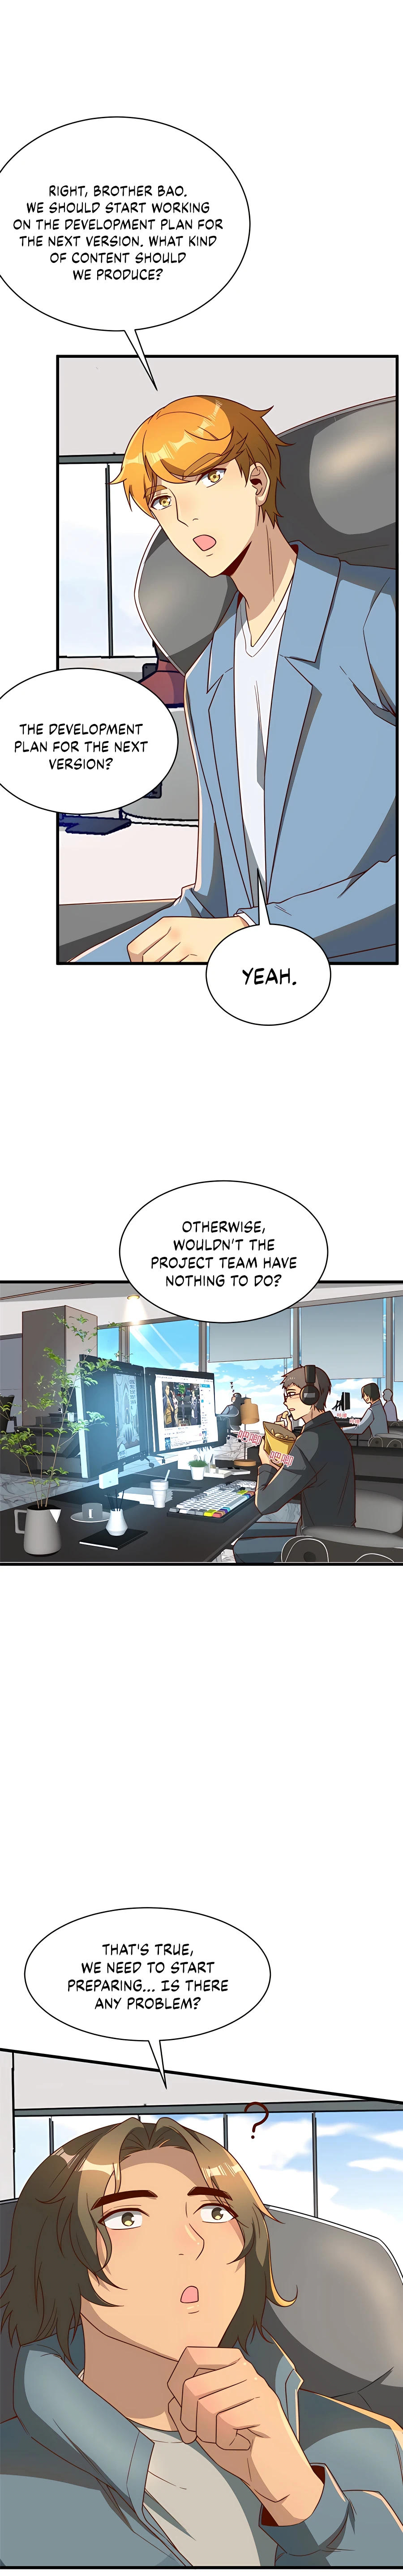 RIGHT, BROTHER BAO.
WE SHOULD START WORKING
ON THE DEVELOPMENT PLAN FOR
THE NEXT VERSION. WHAT KIND
OF CONTENT SHOULD
WE PRODUCE?
THE DEVELOPMENT
PLAN FOR THE NEXT
VERSION?
YEAH.
OTHERWISE,
WOULDN'T THE
PROJECT TEAM HAVE
NOTHING TO DO?
THAT'S TRUE,
WE NEED TO START
PREPARING... IS THERE
ANY PROBLEM?
?